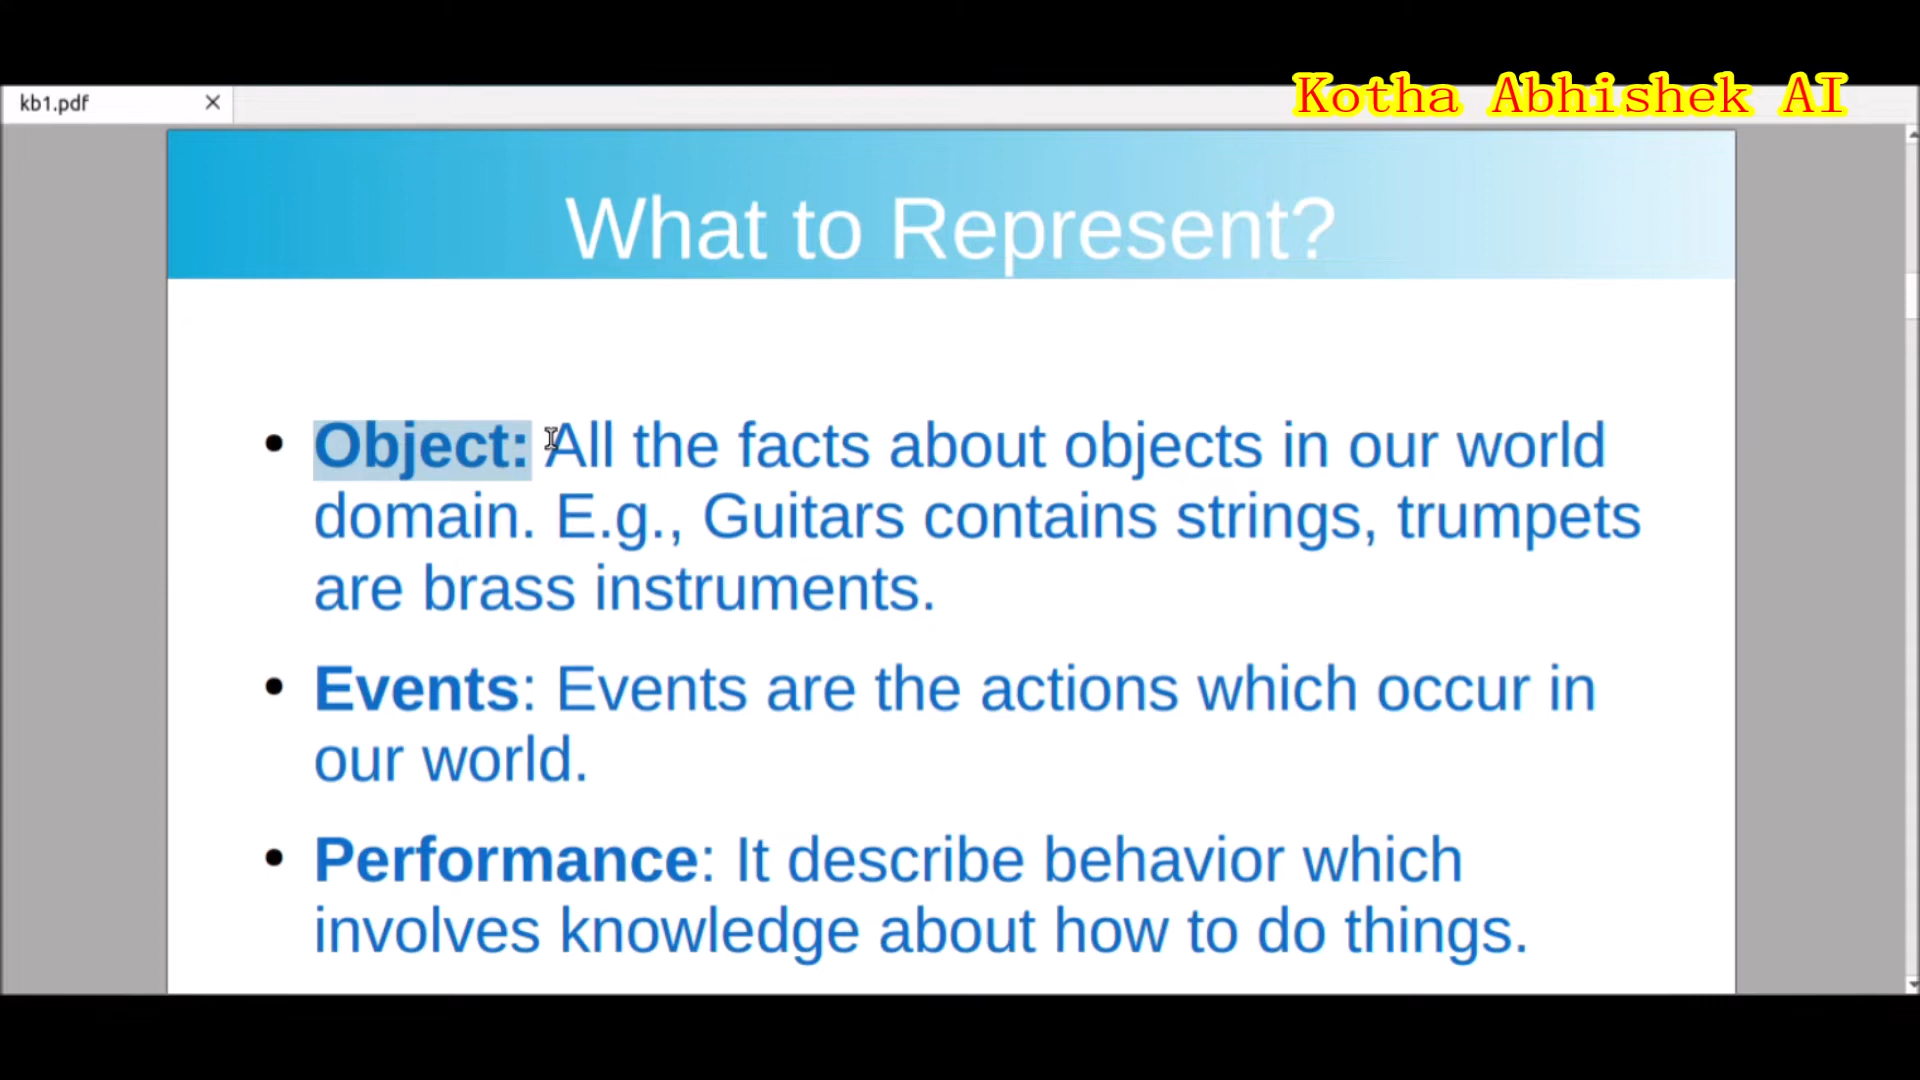 Kotha Abhishek AI
kb1.pdf
What to Represent?
• Object: All the facts about objects in our world
domain. E.g., Guitars contains strings, trumpets
are brass instruments.
• Events: Events are the actions which occur in
our world.
• Performance: It describe behavior which
involves knowledge about how to do things.